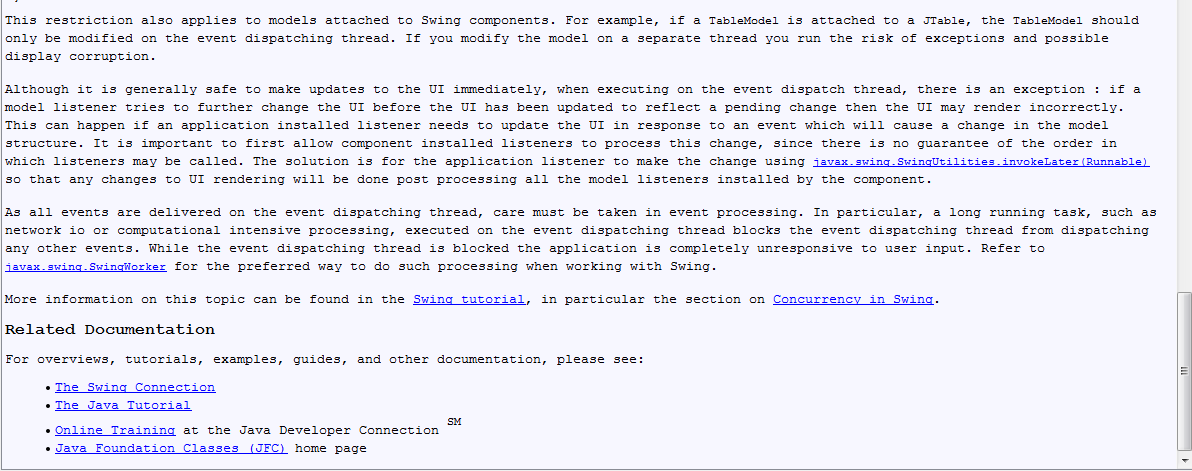 This restriction also applies to models attached to Swing components. For example, if a TableModel is attached to a JTable, the TableModel should
only be modified on the event dispatching thread. If you modify the model on a separate thread you run the risk of exceptions and possible
display corruption.
Although it is generally safe to make updates to the UI immediately, when executing on the event dispatch thread, there is an exception : if a
model listener tries to further change the UI before the UI has been updated to reflect a pending change then the UI may render incorrectly.
This can happen if an application installed listener needs to update the UI in response to an event which will cause a change in the model
structure. It is important to first allow component installed listeners to process this change, since there is no guarantee of the order in
which listeners may be called. The solution is for the application listener to make the change using javax.swing.SwingUtilities.invokeLater(Runnable)
so that any changes to UI rendering will be done post processing all the model listeners installed by the component.
As all events are delivered on the event dispatching thread, care must be taken in event processing. In particular, a long running task, such as
network io or computational intensive processing, executed on the event dispatching thread blocks the event dispatching thread from dispatching
any other events. While the event dispatching thread is blocked the application is completely unresponsive to user input. Refer to
javax.swing.SwingWorker for the preferred way to do such processing when working with Swing.
More information on this topic can be found in the Swing tutorial, in particular the section on Concurrency in Swing.
Related Documentation
For overviews, tutorials, examples, guides, and other documentation, please see:
• The Swing Connection
• The Java Tutorial
• Online Training at the Java Developer Connection SM
• Java Foundation Classes (JFC) home page